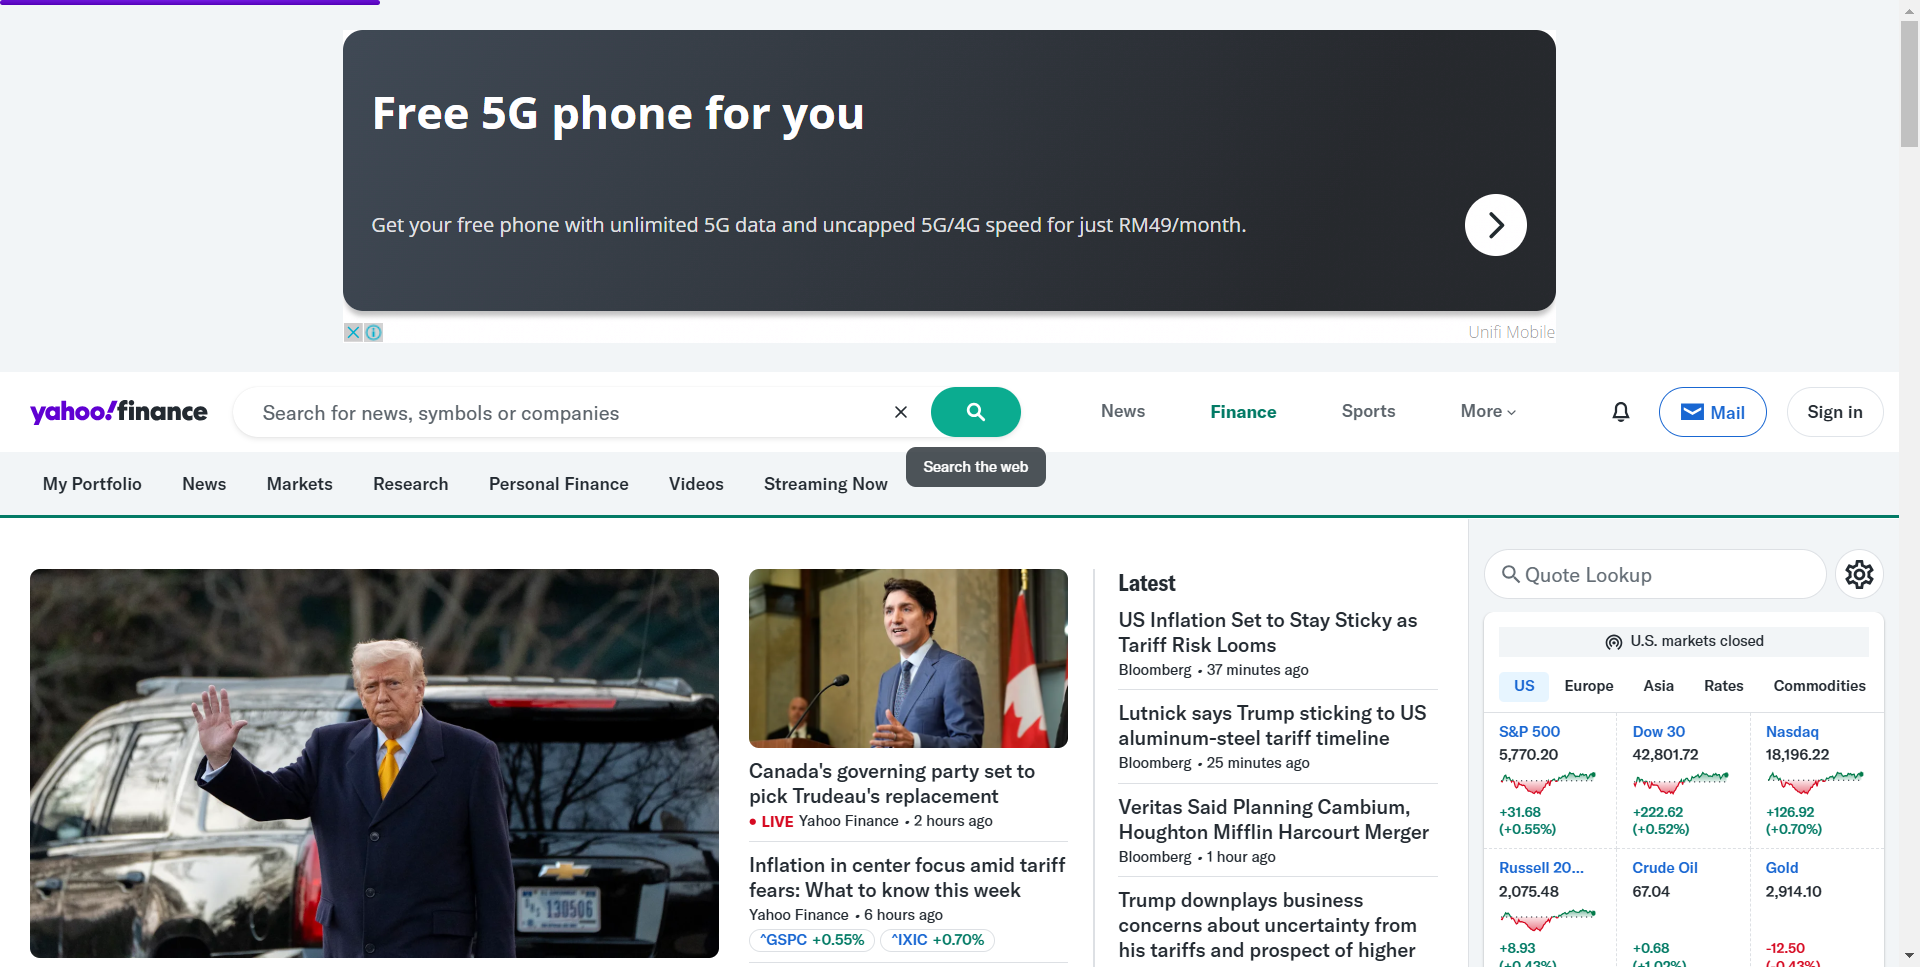 Free 5G phone for you
Get your free phone with unlimited 5G data and uncapped 5G/4G speed for just RM49/month.
Unifi Mobile
yahoo!finance
Search for news, symbols or companies
News
Finance
Sports
More
Mail
Sign in
Search the web
My Portfolio
News
Markets
Research
Personal Finance
Videos
Streaming Now
Canada's governing party set to
pick Trudeau's replacement
• LIVE Yahoo Finance • 2 hours ago
Inflation in center focus amid tariff
fears: What to know this week
Yahoo Finance • 6 hours ago
^GSPC +0.55% ^IXIC +0.70%
130506
Latest
US Inflation Set to Stay Sticky as
Tariff Risk Looms
Bloomberg • 37 minutes ago
Lutnick says Trump sticking to US
aluminum-steel tariff timeline
Bloomberg • 25 minutes ago
Veritas Said Planning Cambium,
Houghton Mifflin Harcourt Merger
Bloomberg • 1 hour ago
Trump downplays business
concerns about uncertainty from
his tariffs and prospect of higher
Quote Lookup
U.S. markets closed
US
Europe
Asia
Rates
Commodities
S&P 500
5,770.20
+31.68
(+0.55%)
Dow 30
42,801.72
+222.62
(+0.52%)
Nasdaq
18,196.22
+126.92
(+0.70%)
Russell 20...
2,075.48
+8.93
(+0.43%)
Crude Oil
67.04
+0.68
(+1.02%)
Gold
2,914.10
-12.50
(-0.43%)